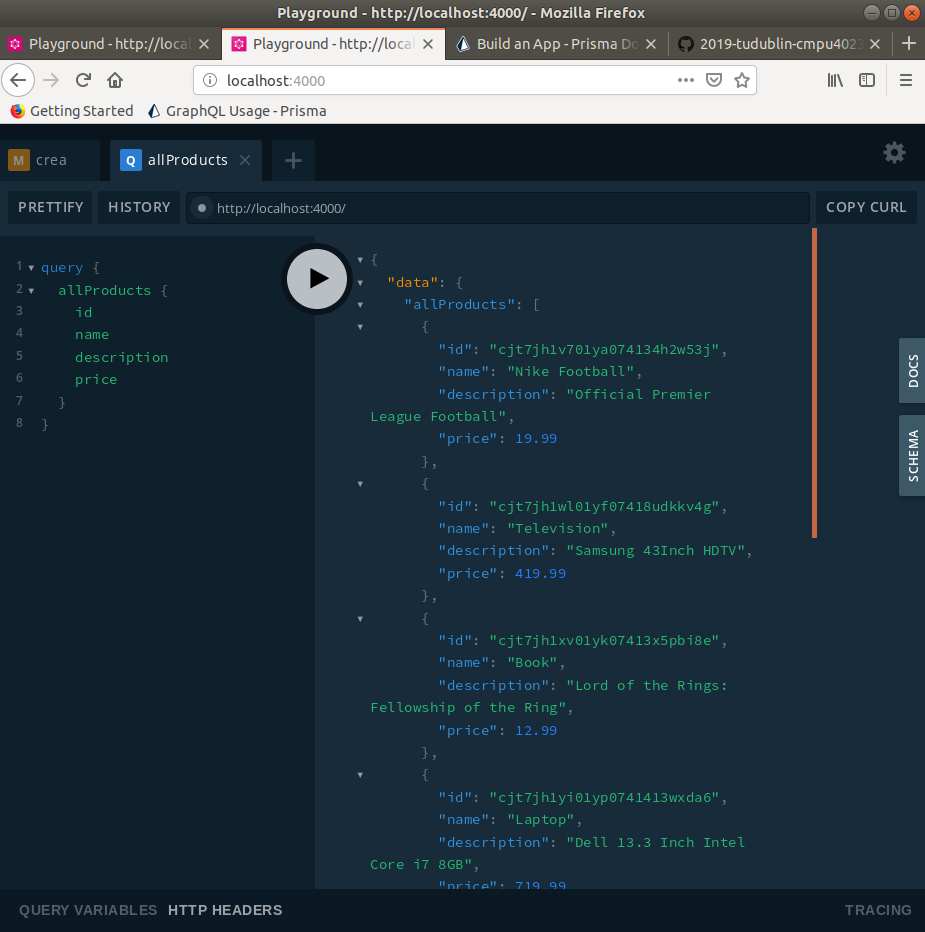 Playground - http://localhost:4000/ - Mozilla Firefox
Playground - http://local
Playground - http://local
Build an App - Prisma Do
2019-tudublin-cmpu4023
localhost:4000
Getting Started
GraphQL Usage - Prisma
M crea
Q allProducts
PRETTIFY
HISTORY
http://localhost:4000/
COPY CURL
1 query {
2 allProducts {
3 id
4 name
5 description
6 price
7 }
8 }
{
"data": {
"allProducts": [
{
"id": "cjt7jh1v701ya074134h2w53j",
"name": "Nike Football",
"description": "Official Premier
League Football",
"price": 19.99
},
{
"id": "cjt7jh1wl01yf07418udkkv4g",
"name": "Television",
"description": "Samsung 43Inch HDTV",
"price": 419.99
},
{
"id": "cjt7jh1xv01yk07413x5pbi8e",
"name": "Book",
"description": "Lord of the Rings:
Fellowship of the Ring",
"price": 12.99
},
{
"id": "cjt7jh1yi01yp0741413wxda6",
"name": "Laptop",
"description": "Dell 13.3 Inch Intel
Core i7 8GB",
"price": 719.99
DOCS
SCHEMA
QUERY VARIABLES
HTTP HEADERS
TRACING